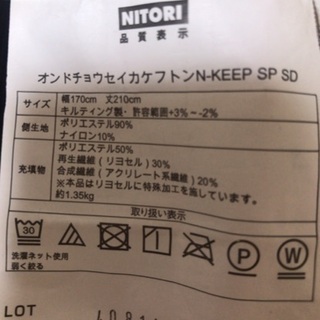 NITORI
品質表示
オンドチョウセイカケフトンN-KEEP SP SD
サイズ 幅170cm 丈210cm
キルティング製・許容範囲+3%~-2%
側生地 ポリエステル90%
ナイロン10%
充填物 ポリエステル50%
再生繊維(リヨセル)30%
合成繊維(アクリレート系繊維)20%
※本品はリヨセルに特殊加工を施しています
約1.35kg
取り扱い表示
30 P W
洗濯ネット使用
弱く絞る
LOT